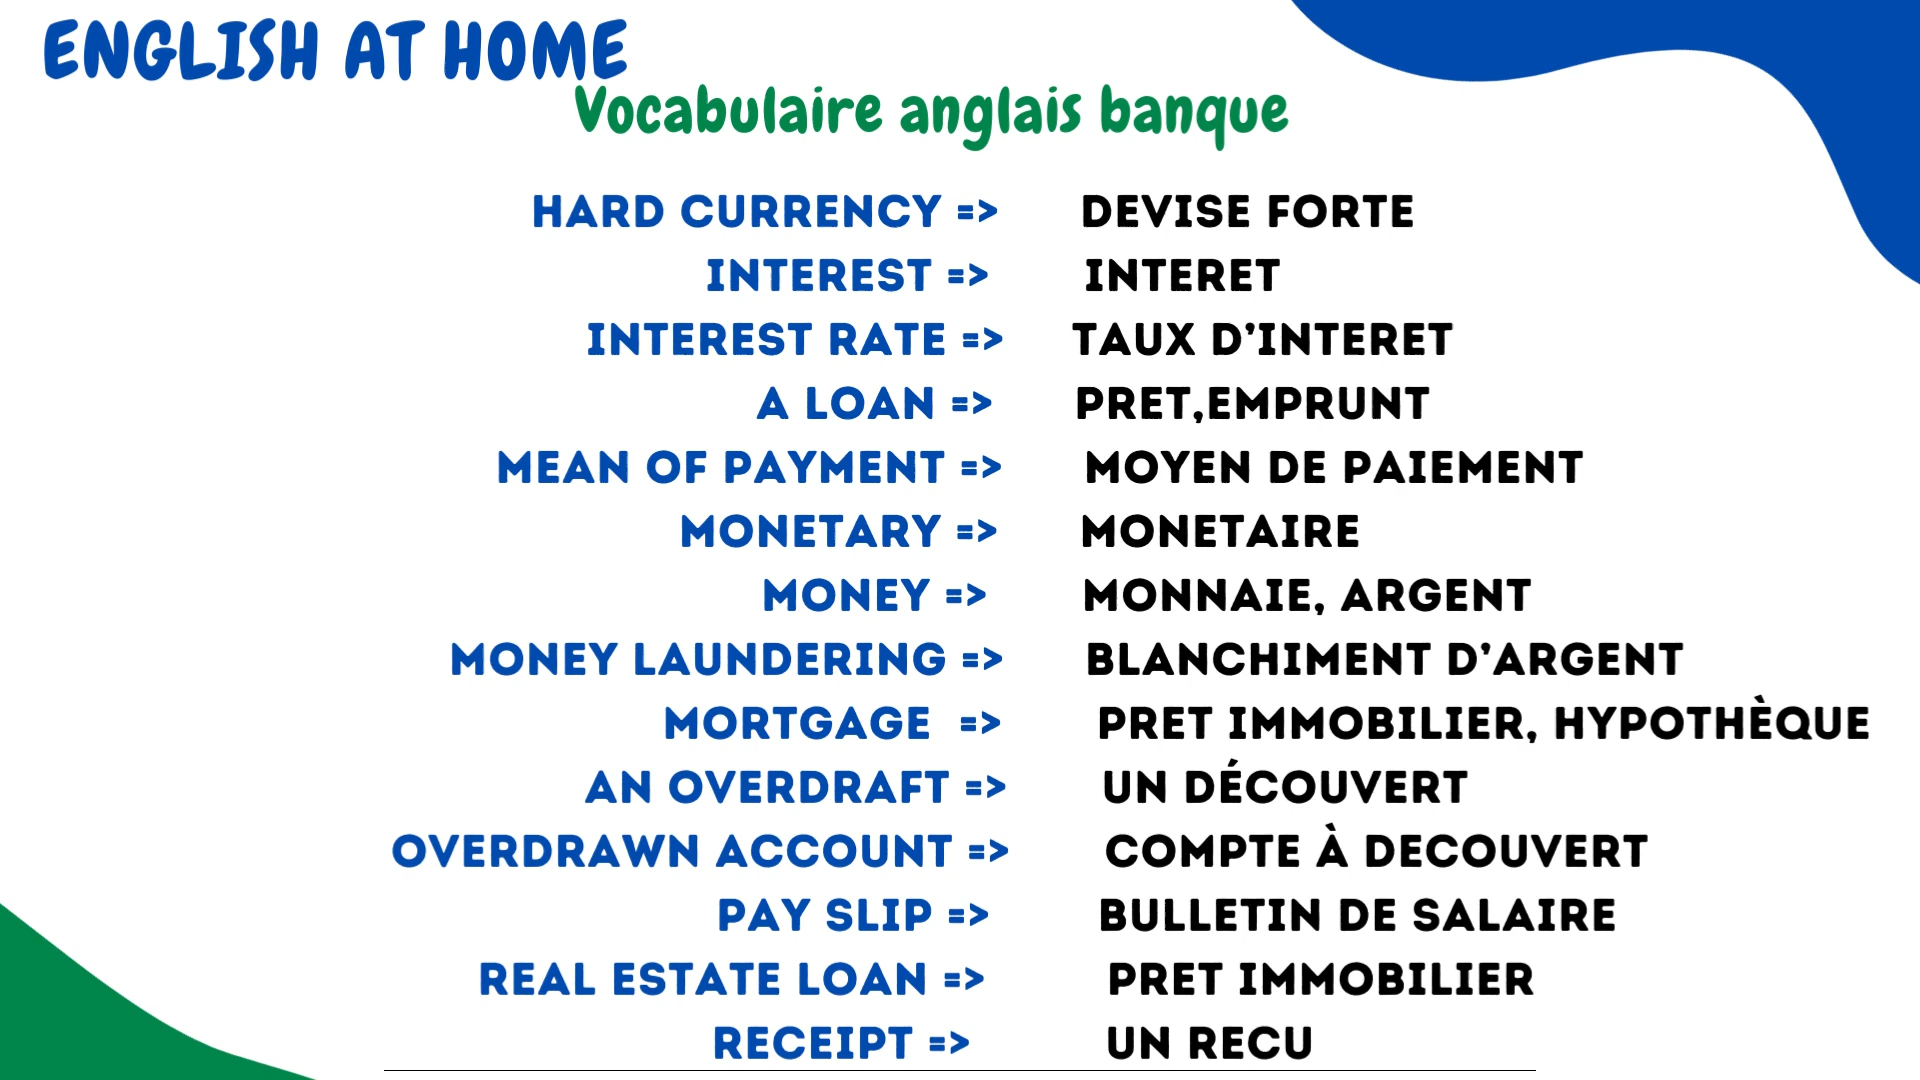 ENGLISH AT HOME
Vocabulaire anglais banque
HARD CURRENCY => DEVISE FORTE
INTEREST => INTERET
INTEREST RATE => TAUX D'INTERET
A LOAN => PRET,EMPRUNT
MEAN OF PAYMENT => MOYEN DE PAIEMENT
MONETARY => MONETAIRE
MONEY => MONNAIE, ARGENT
MONEY LAUNDERING => BLANCHIMENT D'ARGENT
MORTGAGE => PRET IMMOBILIER, HYPOTHÈQUE
AN OVERDRAFT => UN DÉCOUVERT
OVERDRAWN ACCOUNT => COMPTE À DECOUVERT
PAY SLIP => BULLETIN DE SALAIRE
REAL ESTATE LOAN => PRET IMMOBILIER
RECEIPT => UN RECU